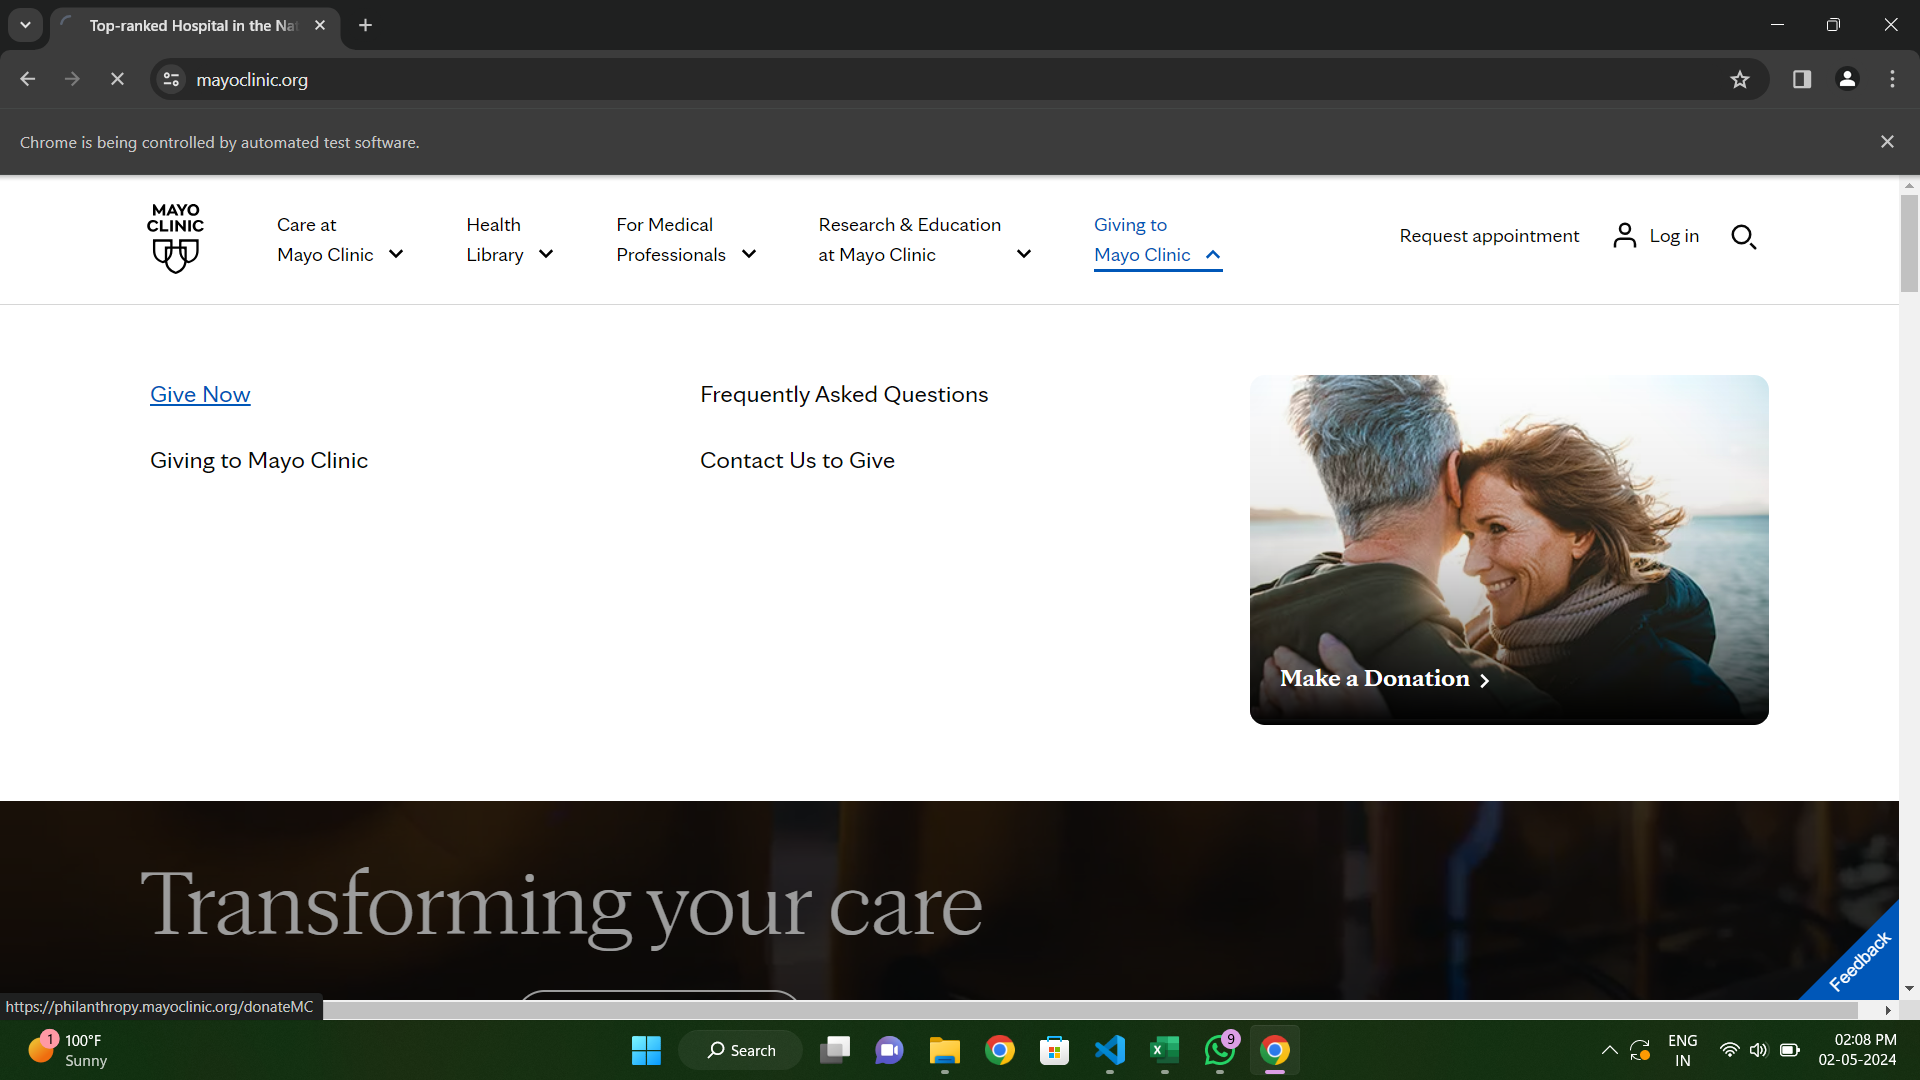 Top-ranked Hospital in the Nat
mayoclinic.org
Chrome is being controlled by automated test software.
MAYO
CLINIC
Care at
Mayo Clinic
Health
Library
For Medical
Professionals
Research & Education
at Mayo Clinic
Giving to
Mayo Clinic
Request appointment
Log in
Give Now
Frequently Asked Questions
Giving to Mayo Clinic
Contact Us to Give
Make a Donation
Transforming your care
Feedback
https://philanthropy.mayoclinic.org/donateMC
1
100°F
Sunny
Search
9
ENG
IN
02:08 PM
02-05-2024